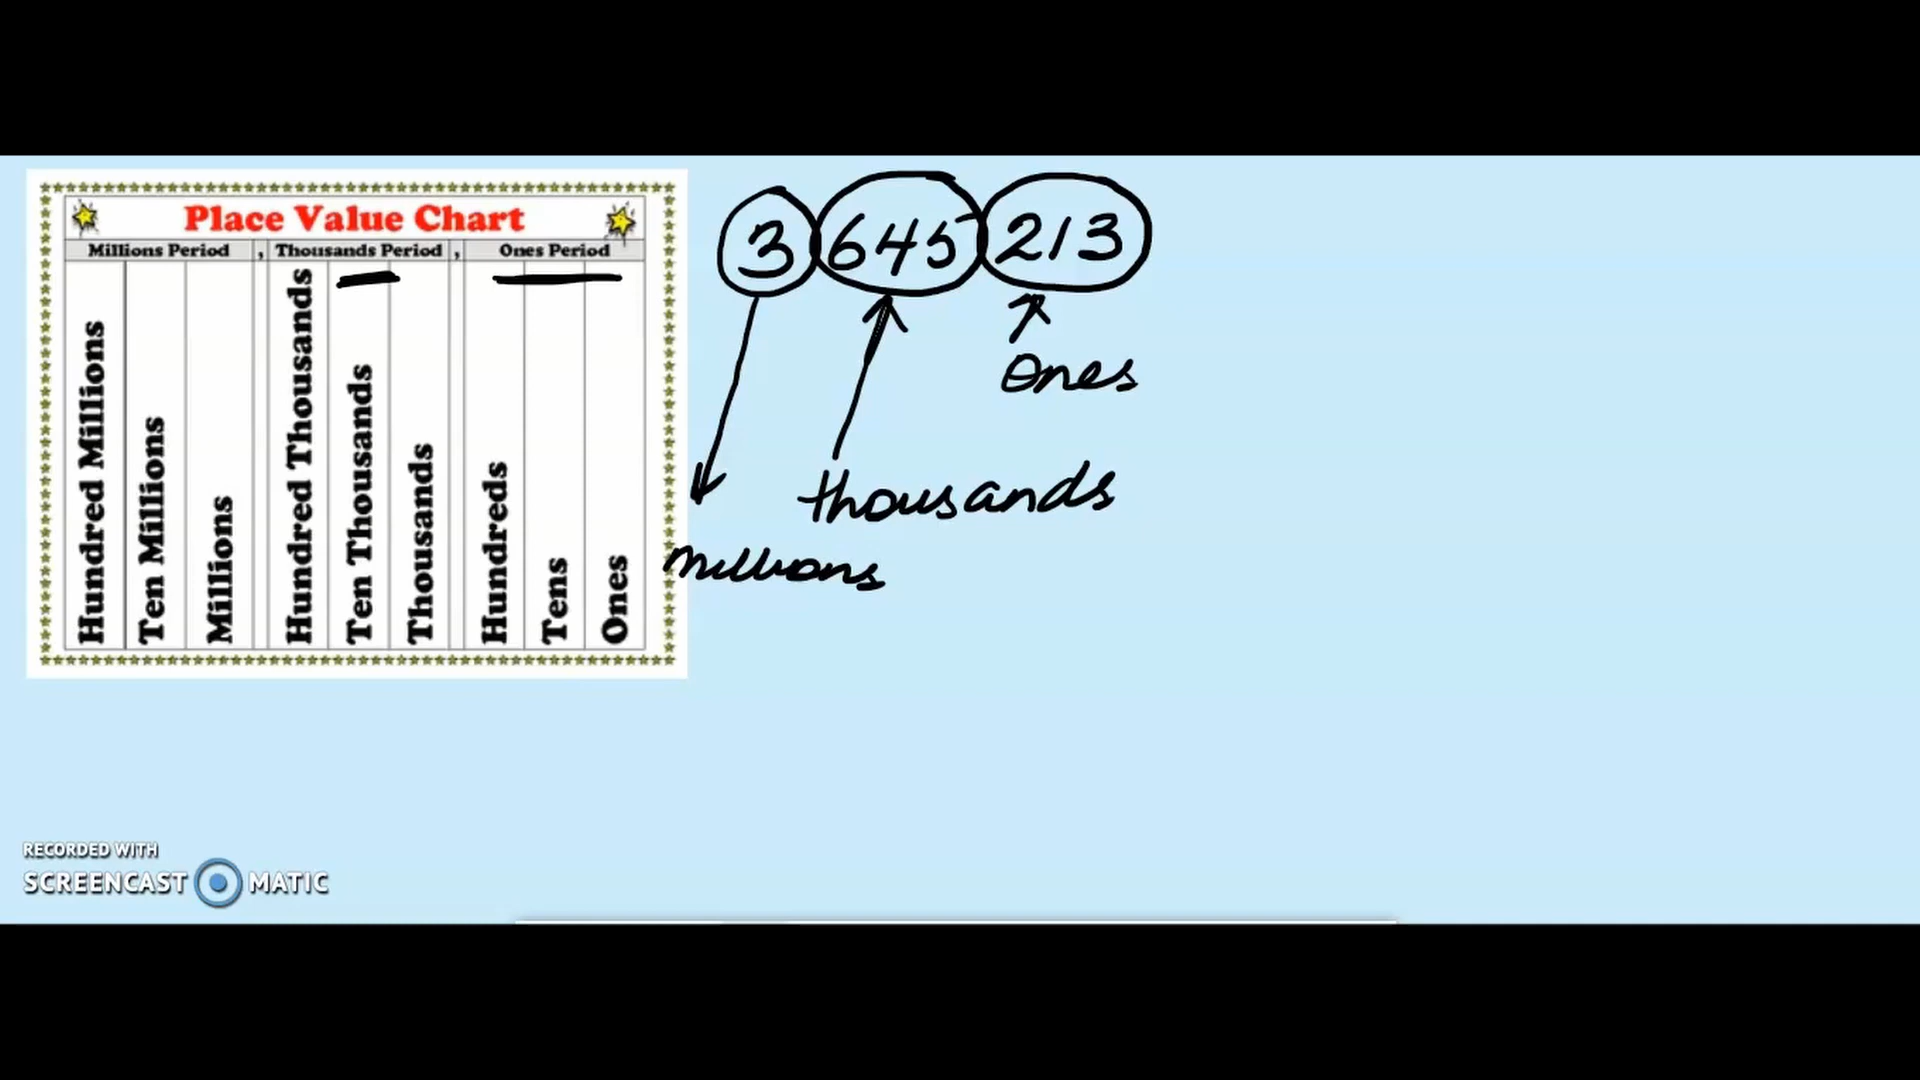 Place Value Chart
Millions Period , Thousands Period , Ones Period
Hundred Millions
Ten Millions
Millions
Hundred Thousands
Ten Thousands
Thousands
Hundreds
Tens
Ones
3 645 213
Ones
thousands
millions
RECORDED WITH
SCREENCAST MATIC